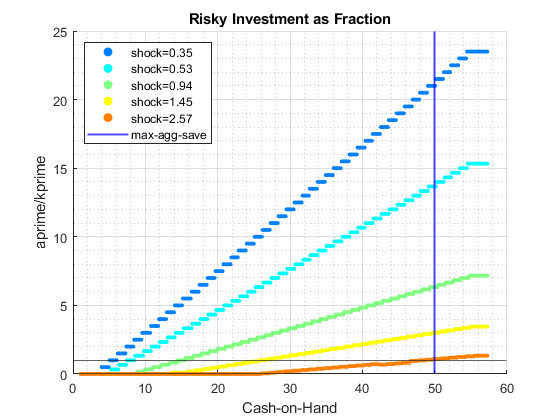 Risky Investment as Fraction
25
20
15
10
5
0
aprime/kprime
shock=0.35
shock=0.53
shock=0.94
shock=1.45
shock=2.57
max-agg-save
0 10 20 30 40 50 60
Cash-on-Hand